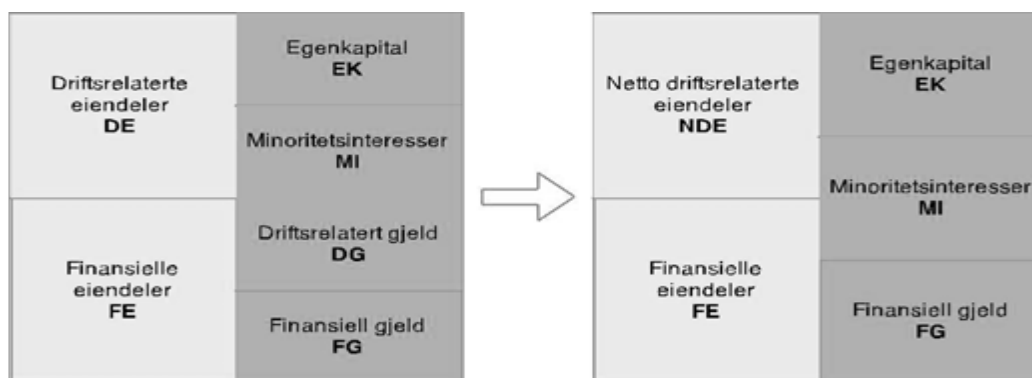 Driftsrelaterte
eiendeler
DE
Finansielle
eiendeler
FE
Egenkapital
EK
Minoritetsinteresser
MI
Driftsrelatert gjeld
DG
Finansiell gjeld
FG
Netto driftsrelaterte
eiendeler
NDE
Finansielle
eiendeler
FE
Egenkapital
EK
Minoritetsinteresser
MI
Finansiell gjeld
FG